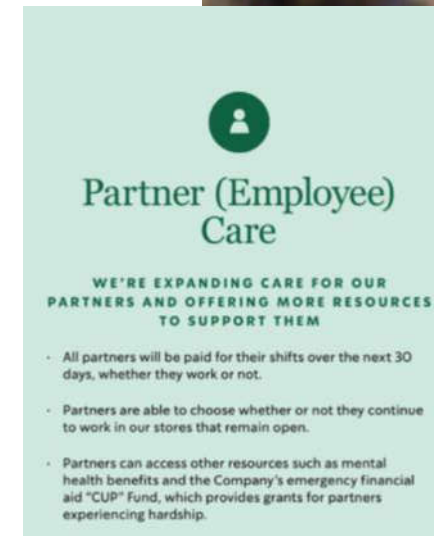 Partner (Employee)
Care
WE'RE EXPANDING CARE FOR OUR
PARTNERS AND OFFERING MORE RESOURCES
TO SUPPORT THEM
· All partners will be paid for their shifts over the next 30
days, whether they work or not.
· Partners are able to choose whether or not they continue
to work in our stores that remain open.
· Partners can access other resources such as mental
health benefits and the Company's emergency financial
aid "CUP" Fund, which provides grants for partners
experiencing hardship.